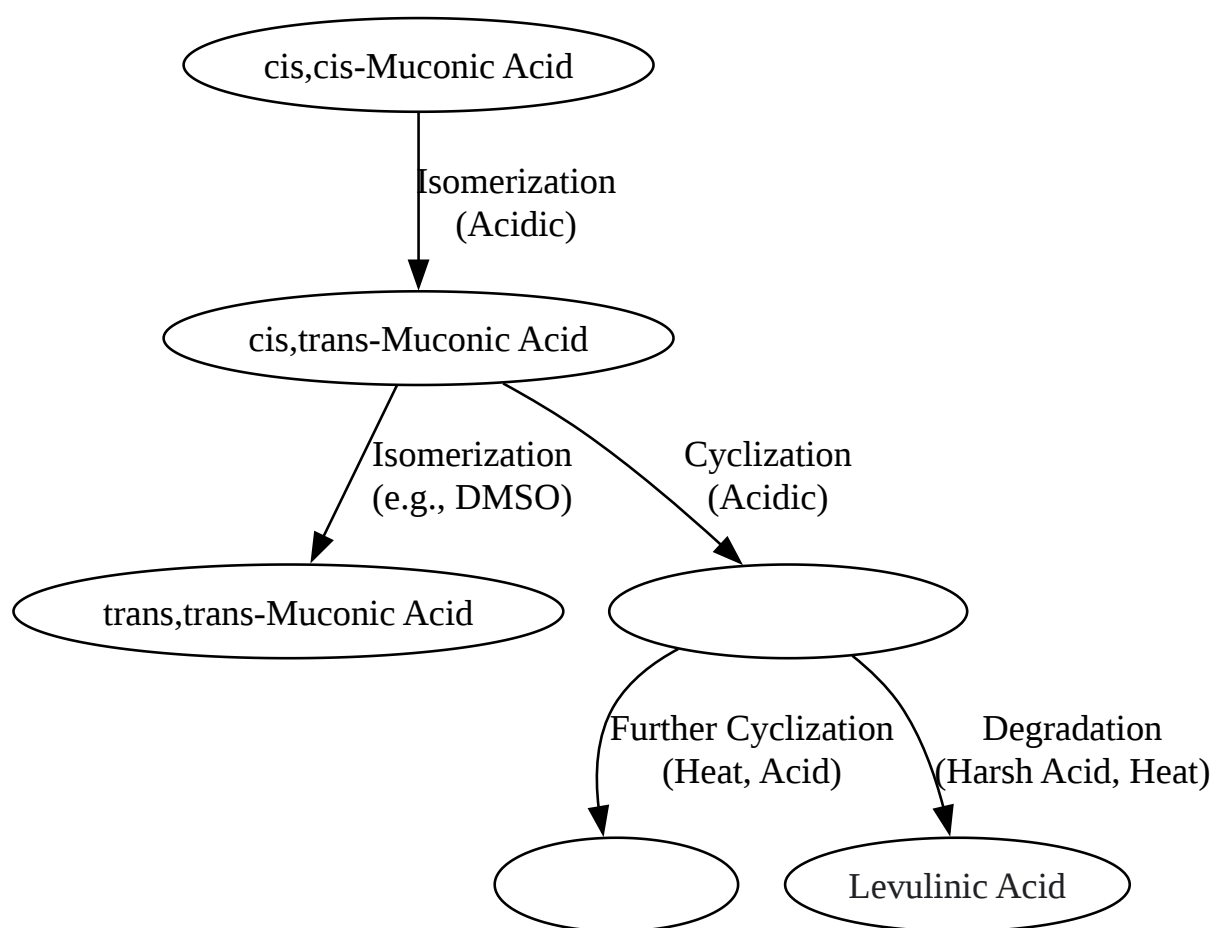 cis,cis-Muconic Acid
Isomerization
(Acidic)
cis,trans-Muconic Acid
Isomerization
(e.g., DMSO)
Cyclization
(Acidic)
trans,trans-Muconic Acid
Further Cyclization
(Heat, Acid)
Degradation
(Harsh Acid, Heat)
Levulinic Acid